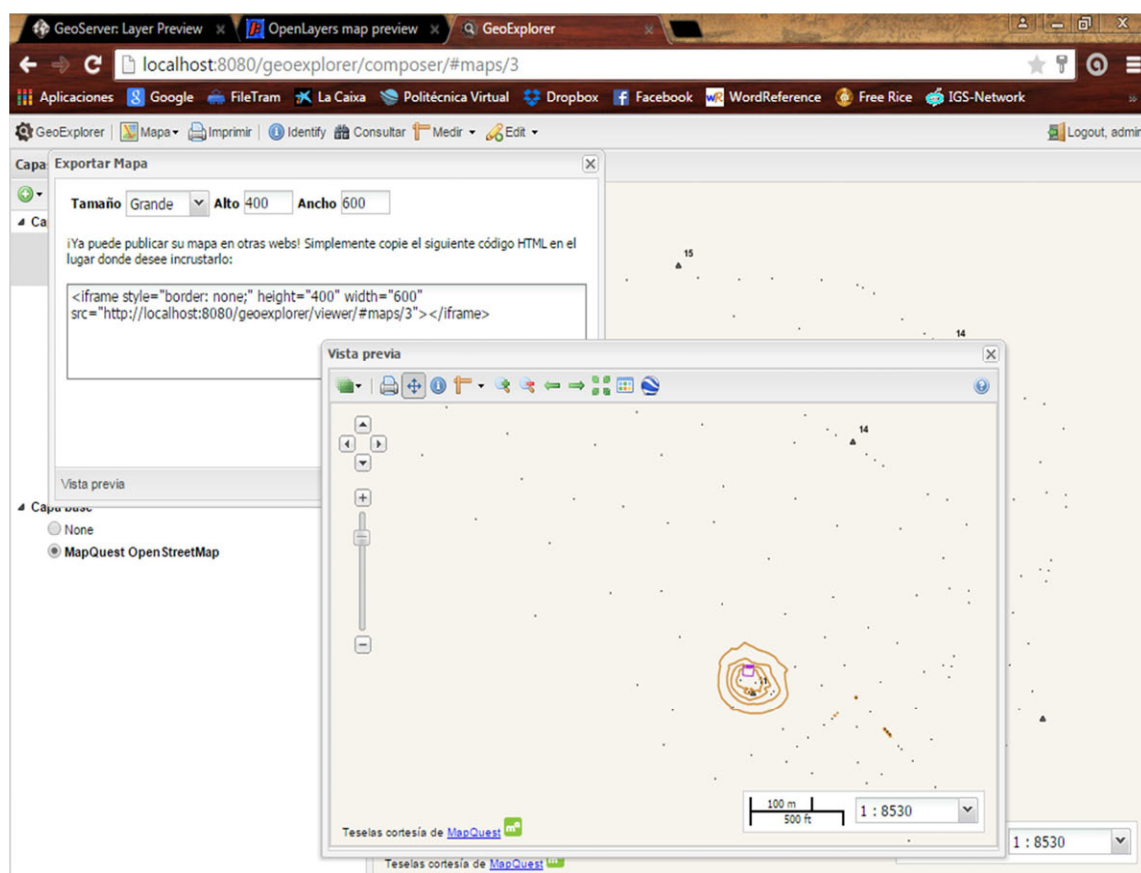 GeoServer: Layer Preview
OpenLayers map preview
GeoExplorer
localhost:8080/geoexplorer/composer/#maps/3
Aplicaciones Google FileTram La Caixa Politécnica Virtual Dropbox Facebook WordReference Free Rice IGS-Network
GeoExplorer Mapa Imprimir Identify Consultar Medir Edit Logout, admin
Capa
Exportar Mapa
Tamaño Grande Alto 400 Ancho 600
Ca
¡Ya puede publicar su mapa en otras webs! Simplemente copie el siguiente código HTML en el
lugar donde desee incrustarlo:
<iframe style="border: none;" height="400" width="600"
src="http://localhost:8080/geoexplorer/viewer/#maps/3"></iframe>
15
14
Vista previa
14
1
Vista previa
Capa base
None
MapQuest OpenStreetMap
100 m
500 ft
1 : 8530
Teselas cortesía de MapQuest
1 : 8530
Teselas cortesía de MapQuest